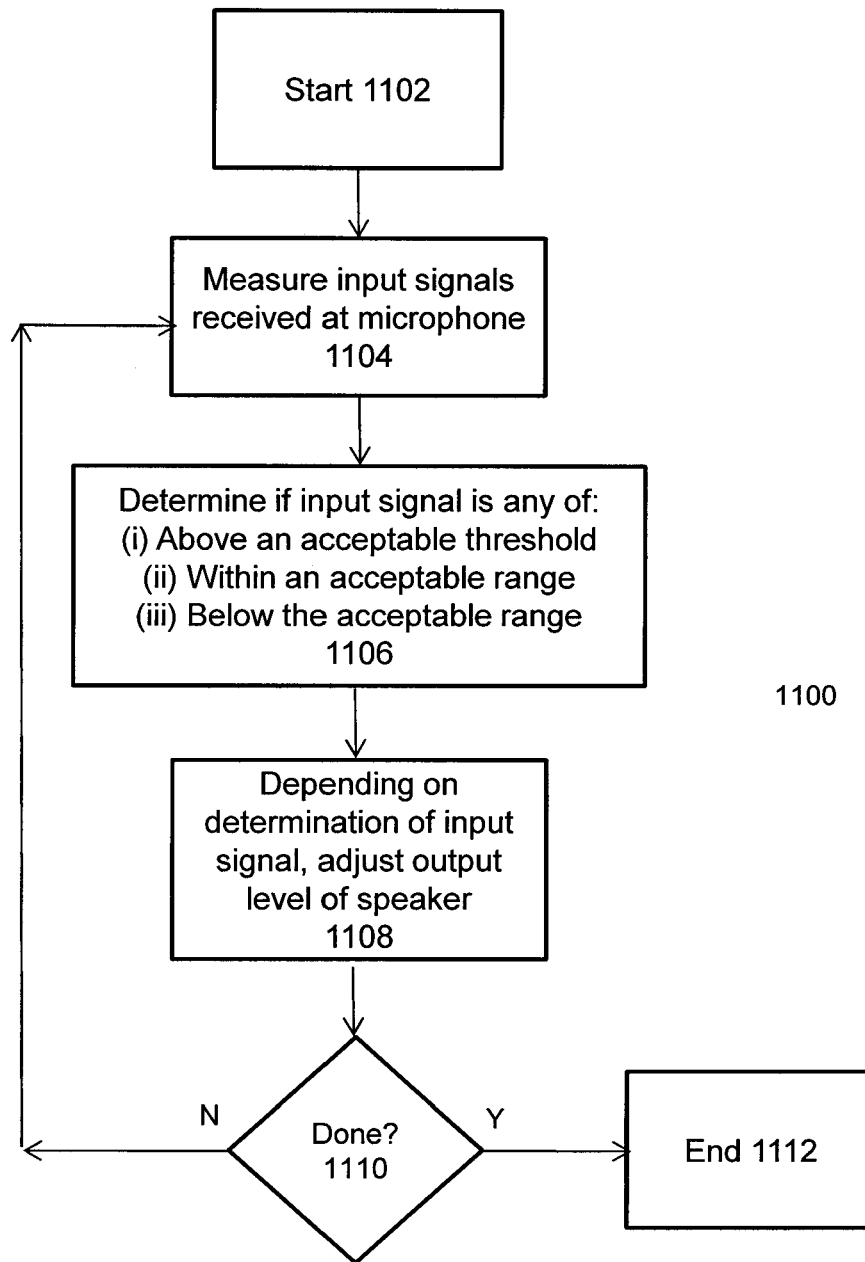 Start 1102
Measure input signals
received at microphone
1104
Determine if input signal is any of:
(i) Above an acceptable threshold
(ii) Within an acceptable range
(iii) Below the acceptable range
1106
1100
Depending on
determination of input
signal, adjust output
level of speaker
1108
N
Y
Done?
1110
End 1112